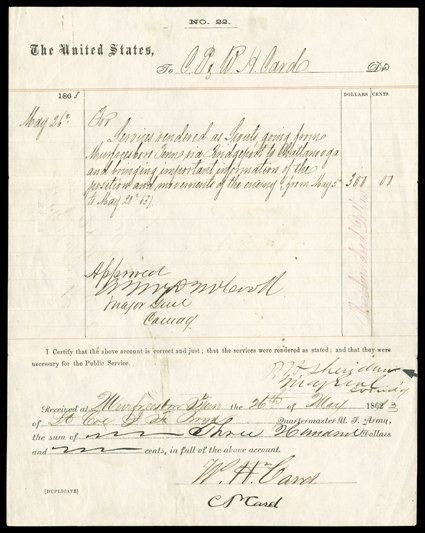 NO. 22.
The United States,
To C. & W. H. Card Dr
1863 DOLLARS CENTS
May 26th For
Services rendered as Scouts going from
Murfreesboro Tenn via Bridgeport to Chattanooga
and bringing important information of the
position and movements of the enemy (from May 5th 300 00
to May 20th 63)
Approved
Major Genl
Comdg
I Certify that the above account is correct and just; that the services were rendered as stated; and that they were
necessary for the Public Service.
P. H. Sheridan
Maj Genl Comdg
Received at Murfreesboro Tenn the 26th of May 1863
of Lt Col Quartermaster U. S. Army,
the sum of Three Hundred Dollars
and cents, in full of the above account.
W. H. Card
C Card
[DUPLICATE]